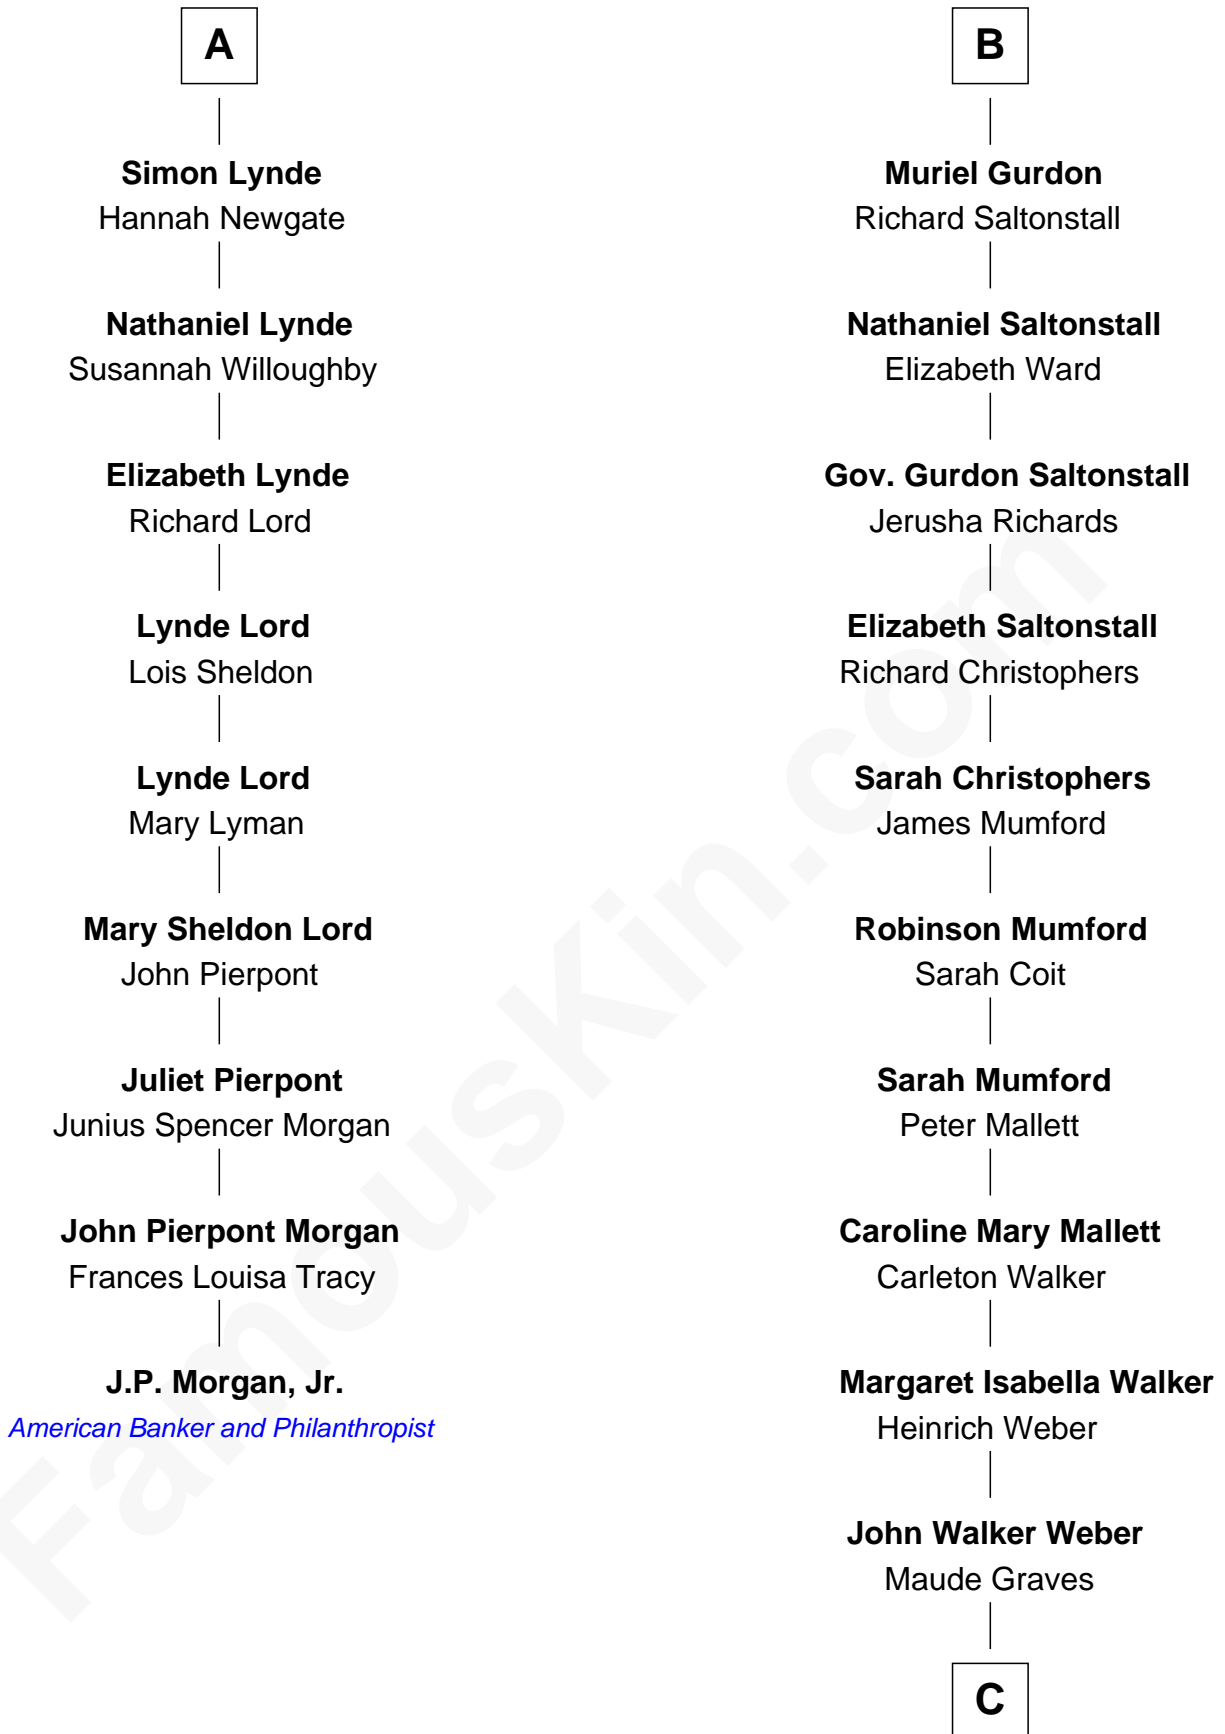 A
Simon Lynde
Hannah Newgate
Nathaniel Lynde
Susannah Willoughby
Elizabeth Lynde
Richard Lord
Lynde Lord
Lois Sheldon
Lynde Lord
Mary Lyman
Mary Sheldon Lord
John Pierpont
Juliet Pierpont
Junius Spencer Morgan
John Pierpont Morgan
Frances Louisa Tracy
J.P. Morgan, Jr.
American Banker and Philanthropist
B
Muriel Gurdon
Richard Saltonstall
Nathaniel Saltonstall
Elizabeth Ward
Gov. Gurdon Saltonstall
Jerusha Richards
Elizabeth Saltonstall
Richard Christophers
Sarah Christophers
James Mumford
Robinson Mumford
Sarah Coit
Sarah Mumford
Peter Mallett
Caroline Mary Mallett
Carleton Walker
Margaret Isabella Walker
Heinrich Weber
John Walker Weber
Maude Graves
C
FamousKin.com